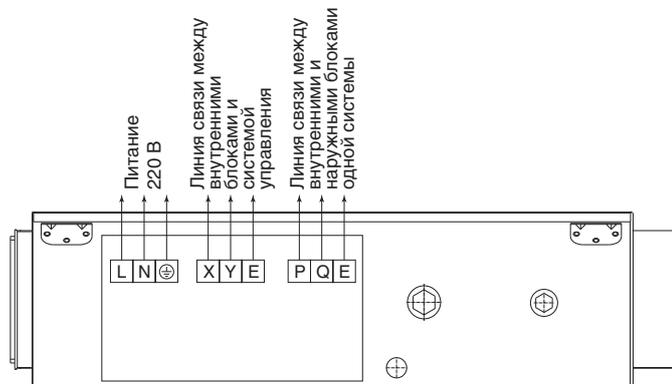 Питание
220 В
Линия связи между
внутренними
блоками и
системой
управления
Линия связи между
внутренними и
наружными блоками
одной системы
L N
X Y E
P Q E